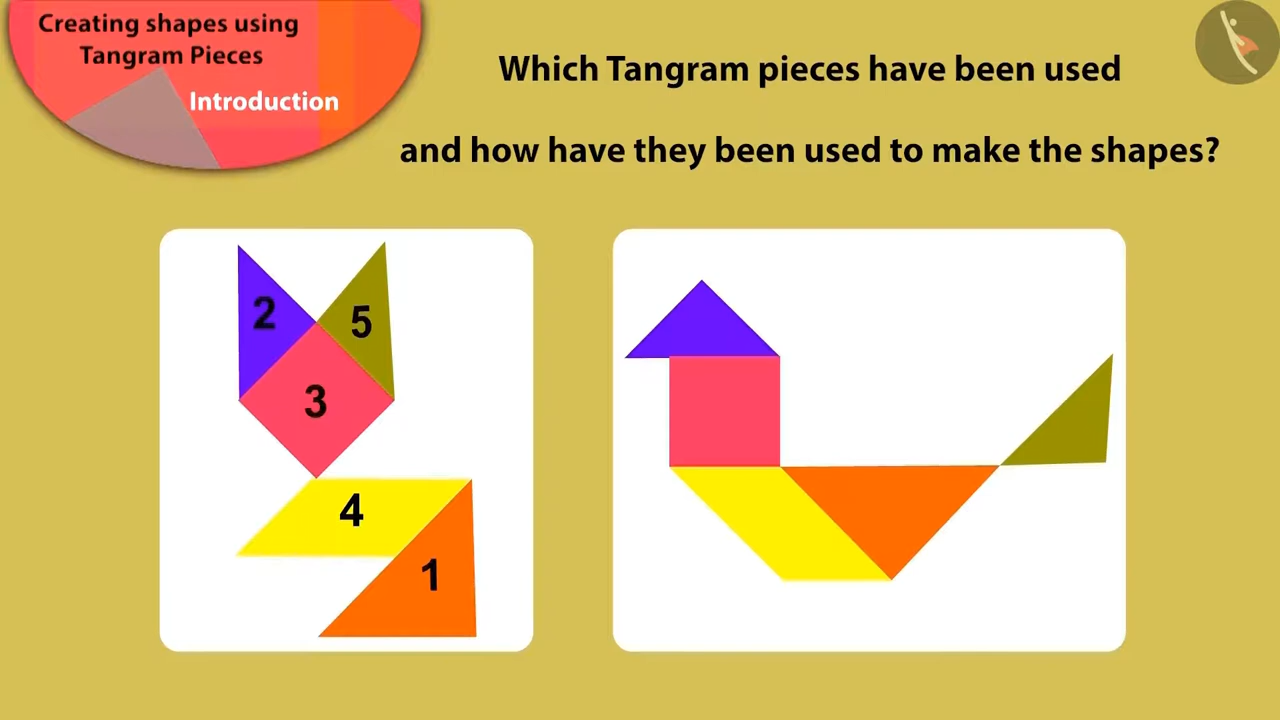 Creating shapes using
Tangram Pieces
Introduction
Which Tangram pieces have been used
and how have they been used to make the shapes?
2
5
3
4
1